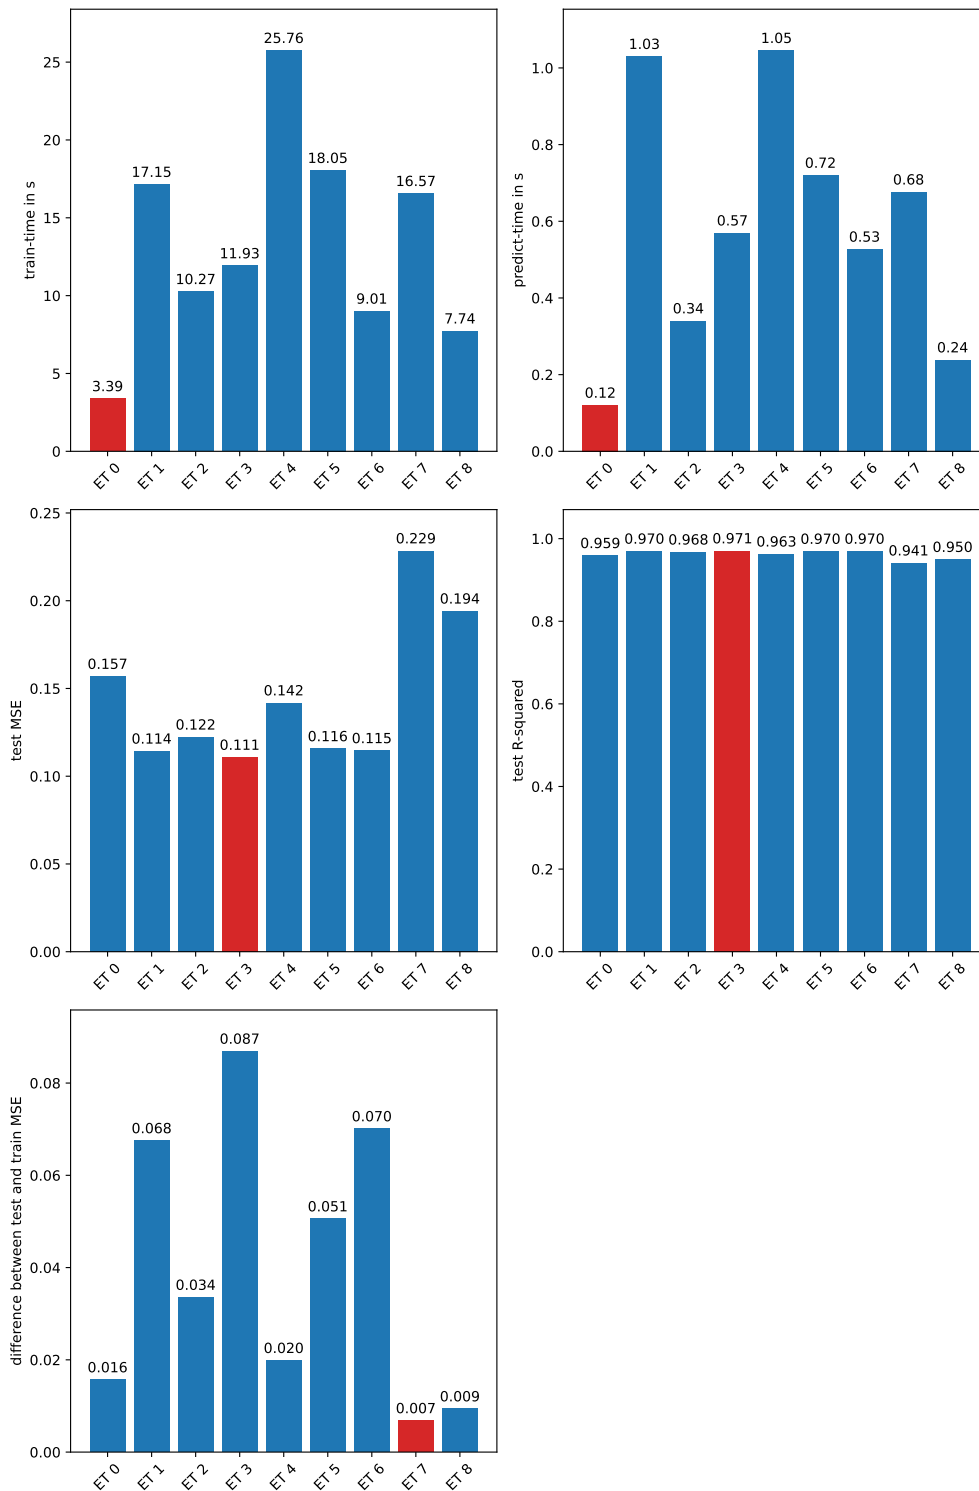 train-time in s
25
20
15
10
5
0
3.39
17.15
10.27
11.93
25.76
18.05
9.01
16.57
7.74
ET 0
ET 1
ET 2
ET 3
ET 4
ET 5
ET 6
ET 7
ET 8
predict-time in s
1.0
0.8
0.6
0.4
0.2
0.0
0.12
1.03
0.34
0.57
1.05
0.72
0.53
0.68
0.24
ET 0
ET 1
ET 2
ET 3
ET 4
ET 5
ET 6
ET 7
ET 8
test MSE
0.25
0.20
0.15
0.10
0.05
0.00
0.157
0.114
0.122
0.111
0.142
0.116
0.115
0.229
0.194
ET 0
ET 1
ET 2
ET 3
ET 4
ET 5
ET 6
ET 7
ET 8
test R-squared
1.0
0.8
0.6
0.4
0.2
0.0
0.959
0.970
0.968
0.971
0.963
0.970
0.970
0.941
0.950
ET 0
ET 1
ET 2
ET 3
ET 4
ET 5
ET 6
ET 7
ET 8
difference between test and train MSE
0.08
0.06
0.04
0.02
0.00
0.016
0.068
0.034
0.087
0.020
0.051
0.070
0.007
0.009
ET 0
ET 1
ET 2
ET 3
ET 4
ET 5
ET 6
ET 7
ET 8